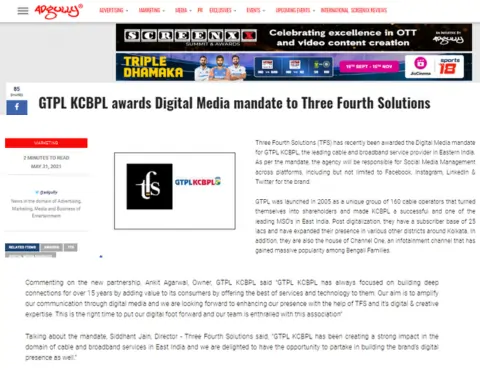 adgully
ADVERTISING MARKETING MEDIA PR EXCLUSIVES EVENTS UPCOMING EVENTS INTERNATIONAL SCREENXX REVIEWS
SCREENXX
SUMMIT & AWARDS
Celebrating excellence in OTT
and video content creation
TRIPLE
DHAMAKA
15TH SEPT - 15TH NOV
JioCinema
sports
18
85
GTPL KCBPL awards Digital Media mandate to Three Fourth Solutions
MARKETING
2 MINUTES TO READ
MAY 21, 2021
@adgully
News in the domain of Advertising,
Marketing, Media and Business of
Entertainment
RELATED ITEMS AWARDS TFS
tfs
GTPL KCBPL
Three Fourth Solutions (TFS) has recently been awarded the Digital Media mandate
for GTPL KCBPL, the leading cable and broadband service provider in Eastern India.
As per the mandate, the agency will be responsible for Social Media Management
across platforms, including but not limited to Facebook, Instagram, LinkedIn &
Twitter for the brand.
GTPL was launched in 2005 as a unique group of 160 cable operators that turned
themselves into shareholders and made KCBPL a successful and one of the
leading MSO's in East India. Post digitalization, they have a subscriber base of 25
lacs and have expanded their presence in various other districts around Kolkata. In
addition, they are also the house of Channel One, an infotainment channel that has
gained massive popularity among Bengali Families.
Commenting on the new partnership, Ankit Agarwal, Owner, GTPL KCBPL said "GTPL KCBPL has always focused on building deep
connections for over 15 years by adding value to its consumers by offering the best of services and technology to them. Our aim is to amplify
our communication through digital media and we are looking forward to enhancing our presence with the help of TFS and it's digital & creative
expertise. This is the right time to put our digital foot forward and our team is enthralled with this association"
Talking about the mandate, Siddhant Jain, Director - Three Fourth Solutions said, "GTPL KCBPL has been creating a strong impact in the
domain of cable and broadband services in East India and we are delighted to have the opportunity to partake in building the brand's digital
presence as well."